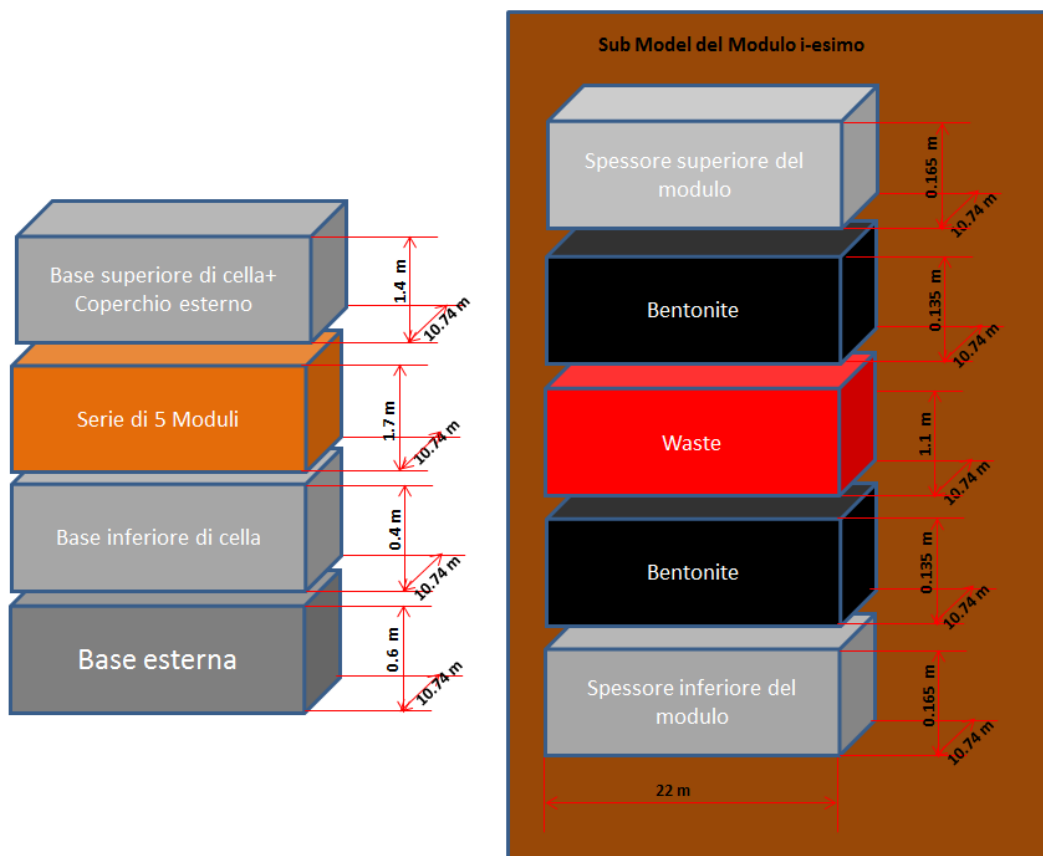 Sub Model del Modulo i-esimo
Base superiore di cella+
Coperchio esterno
1.4 m
10.74 m
Serie di 5 Moduli
1.7 m
10.74 m
Base inferiore di cella
0.4 m
10.74 m
Base esterna
0.6 m
10.74 m
Spessore superiore del
modulo
0.165 m
10.74 m
Bentonite
0.135 m
10.74 m
Waste
1.1 m
10.74 m
Bentonite
0.135 m
10.74 m
Spessore inferiore del
modulo
0.165 m
10.74 m
22 m